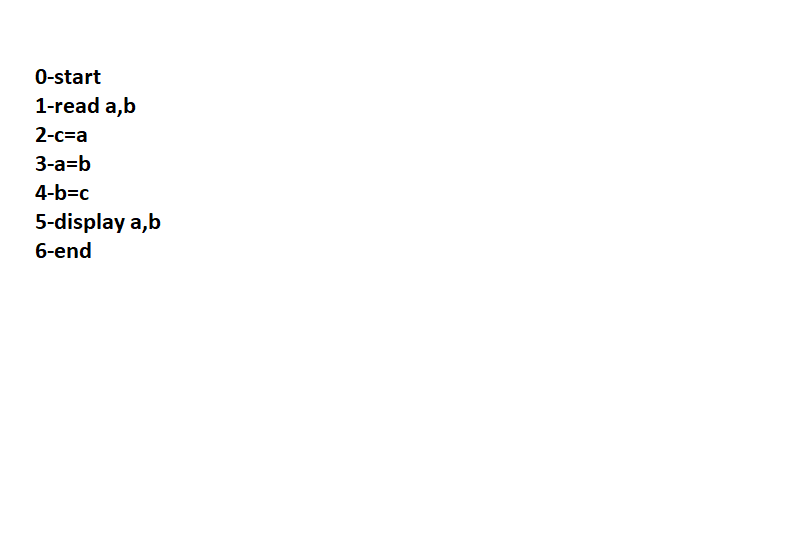 0-start
1-read a,b
2-c=a
3-a=b
4-b=c
5-display a,b
6-end